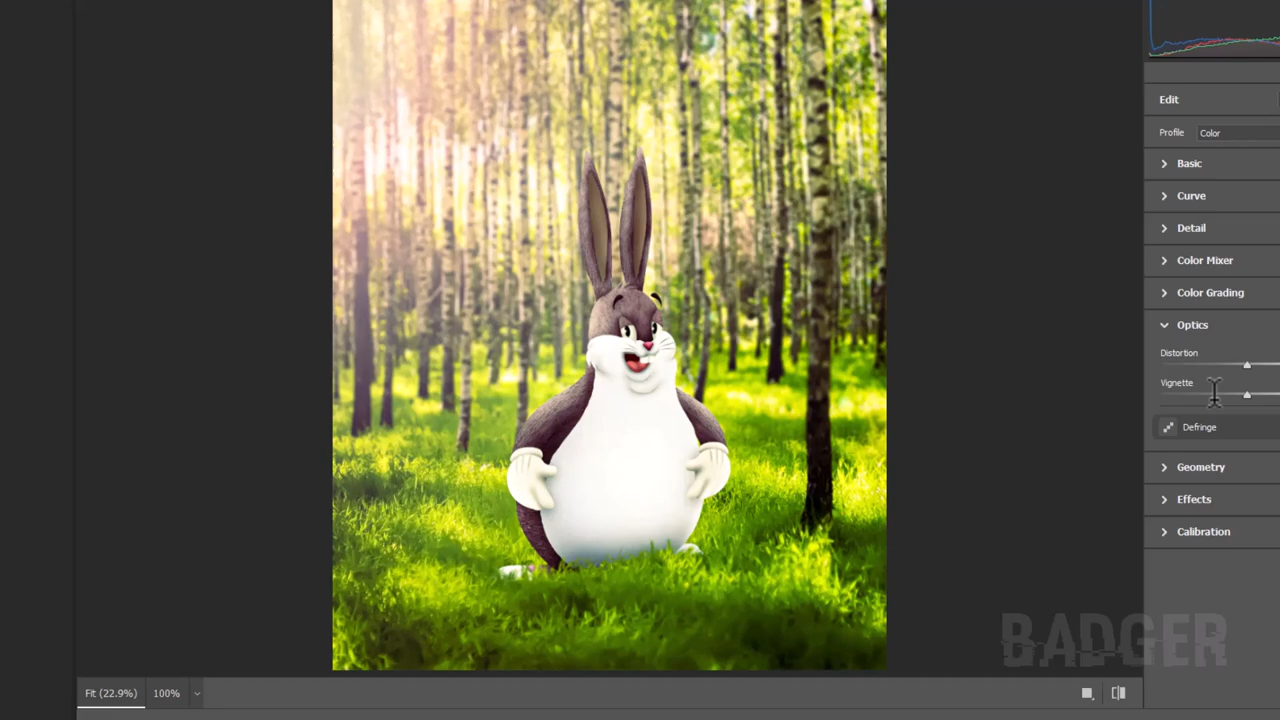 Edit
Profile Color
Basic
Curve
Detail
Color Mixer
Color Grading
Optics
Distortion
Vignette
Defringe
Geometry
Effects
Calibration
BADGER
Fit (22.9%) 100%